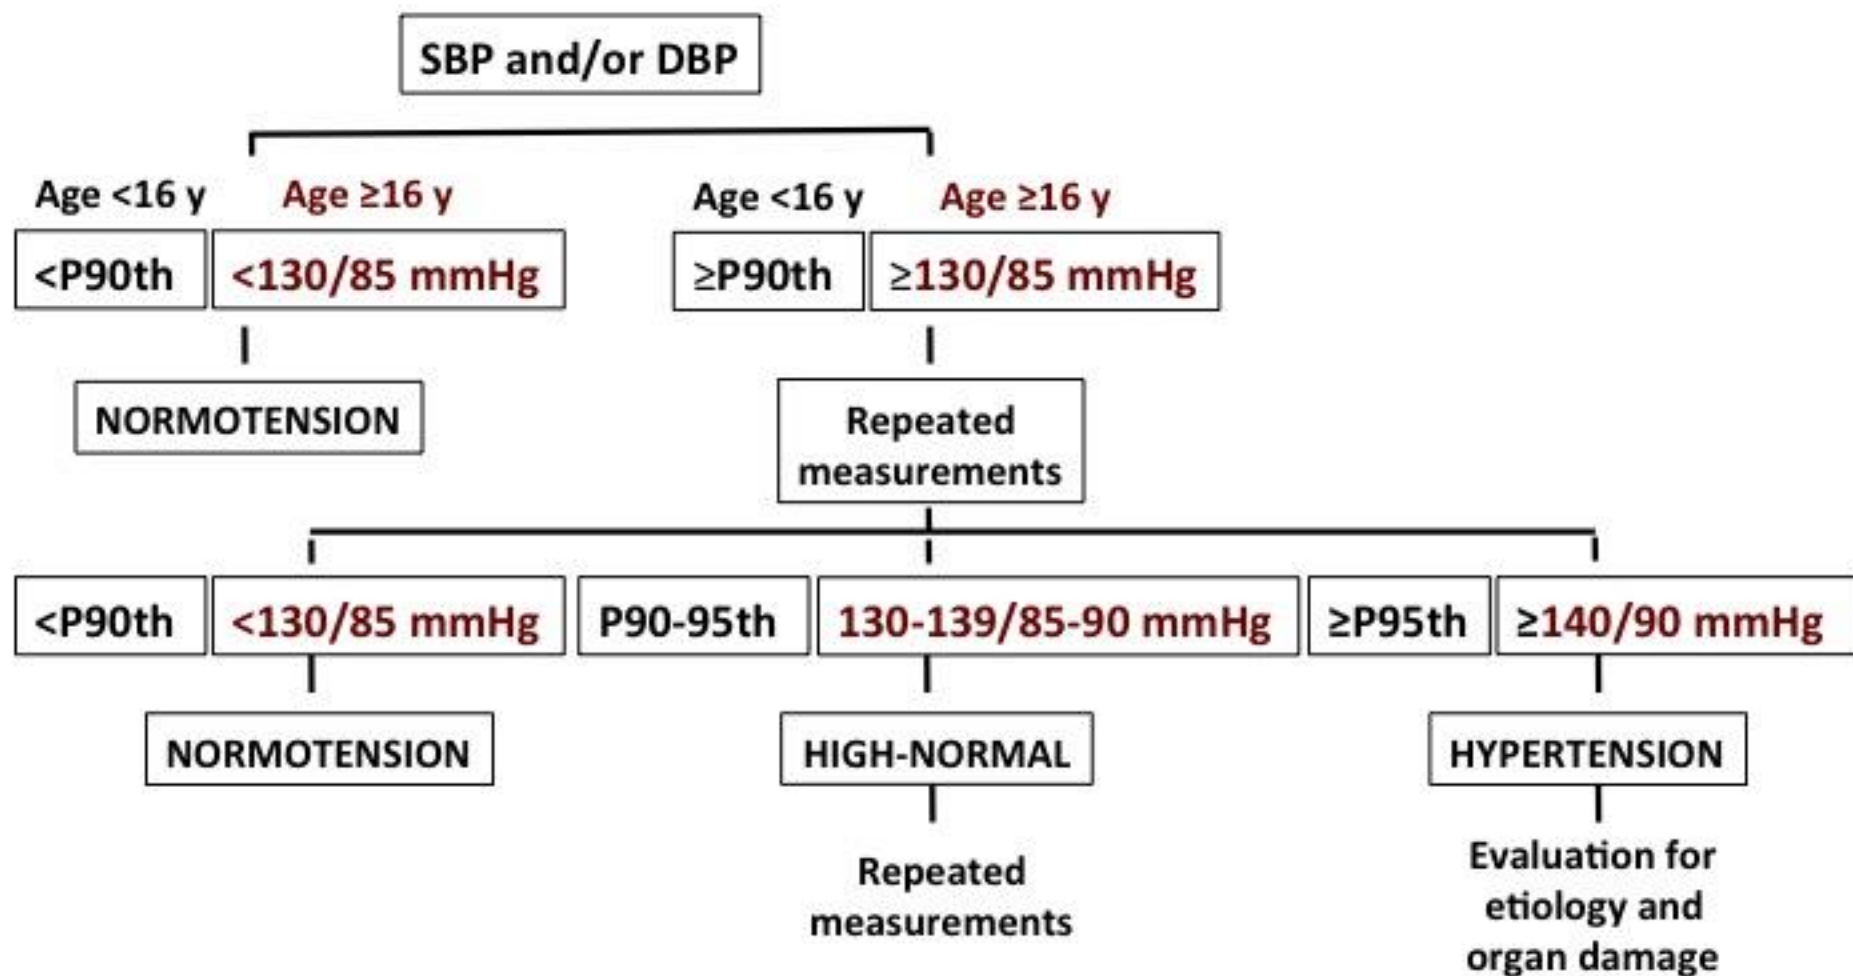 SBP and/or DBP
Age <16 y Age ≥16 y Age <16 y Age ≥16 y
<P90th <130/85 mmHg ≥P90th ≥130/85 mmHg
NORMOTENSION
Repeated
measurements
<P90th <130/85 mmHg P90-95th 130-139/85-90 mmHg ≥P95th ≥140/90 mmHg
NORMOTENSION HIGH-NORMAL HYPERTENSION
Repeated
measurements
Evaluation for
etiology and
organ damage